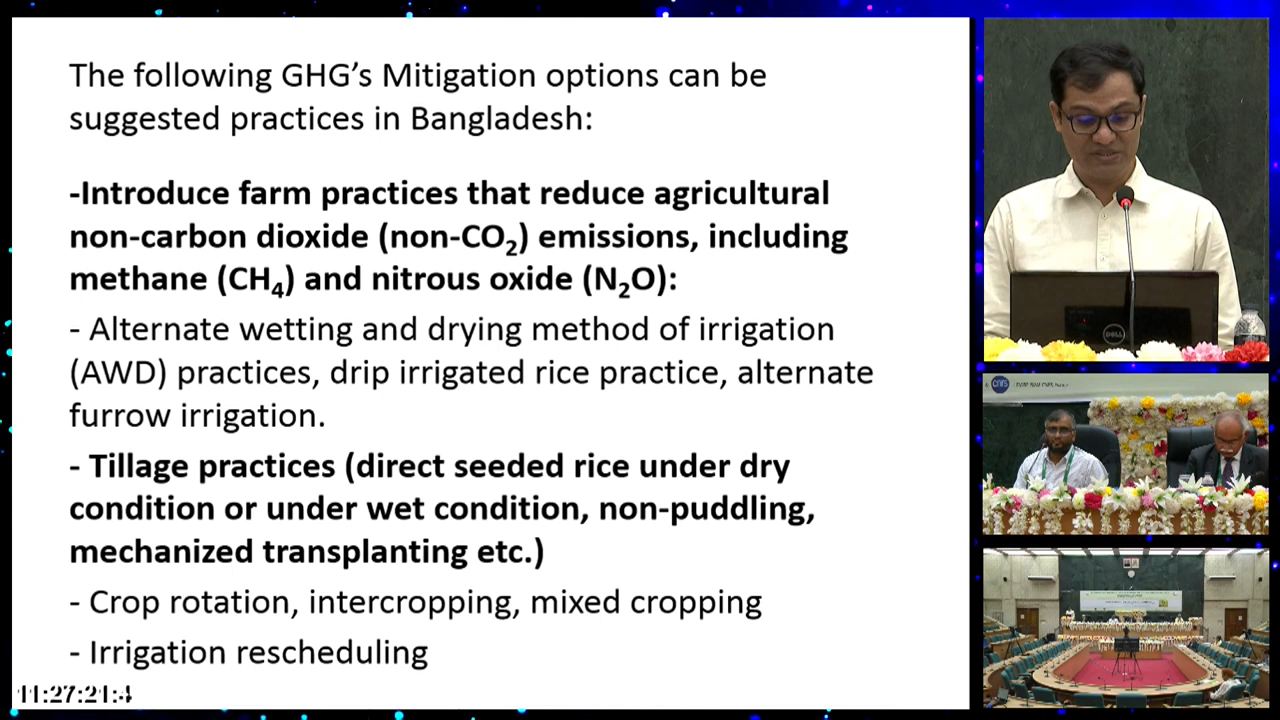 The following GHG’s Mitigation options can be
suggested practices in Bangladesh:
-Introduce farm practices that reduce agricultural
non-carbon dioxide (non-CO₂) emissions, including
methane (CH₄) and nitrous oxide (N₂O):
- Alternate wetting and drying method of irrigation
(AWD) practices, drip irrigated rice practice, alternate
furrow irrigation.
- Tillage practices (direct seeded rice under dry
condition or under wet condition, non-puddling,
mechanized transplanting etc.)
- Crop rotation, intercropping, mixed cropping
- Irrigation rescheduling
11:27:21:4
DELL